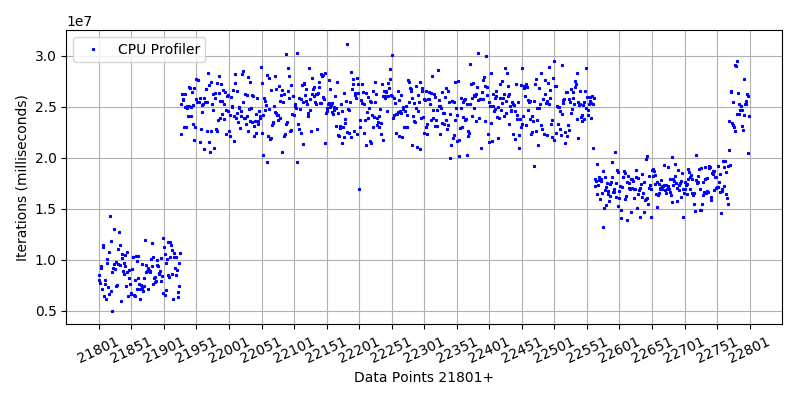 1e7
CPU Profiler
3.0
2.5
2.0
1.5
1.0
0.5
Iterations (milliseconds)
21801 21851 21901 21951 22001 22051 22101 22151 22201 22251 22301 22351 22401 22451 22501 22551 22601 22651 22701 22751 22801
Data Points 21801+